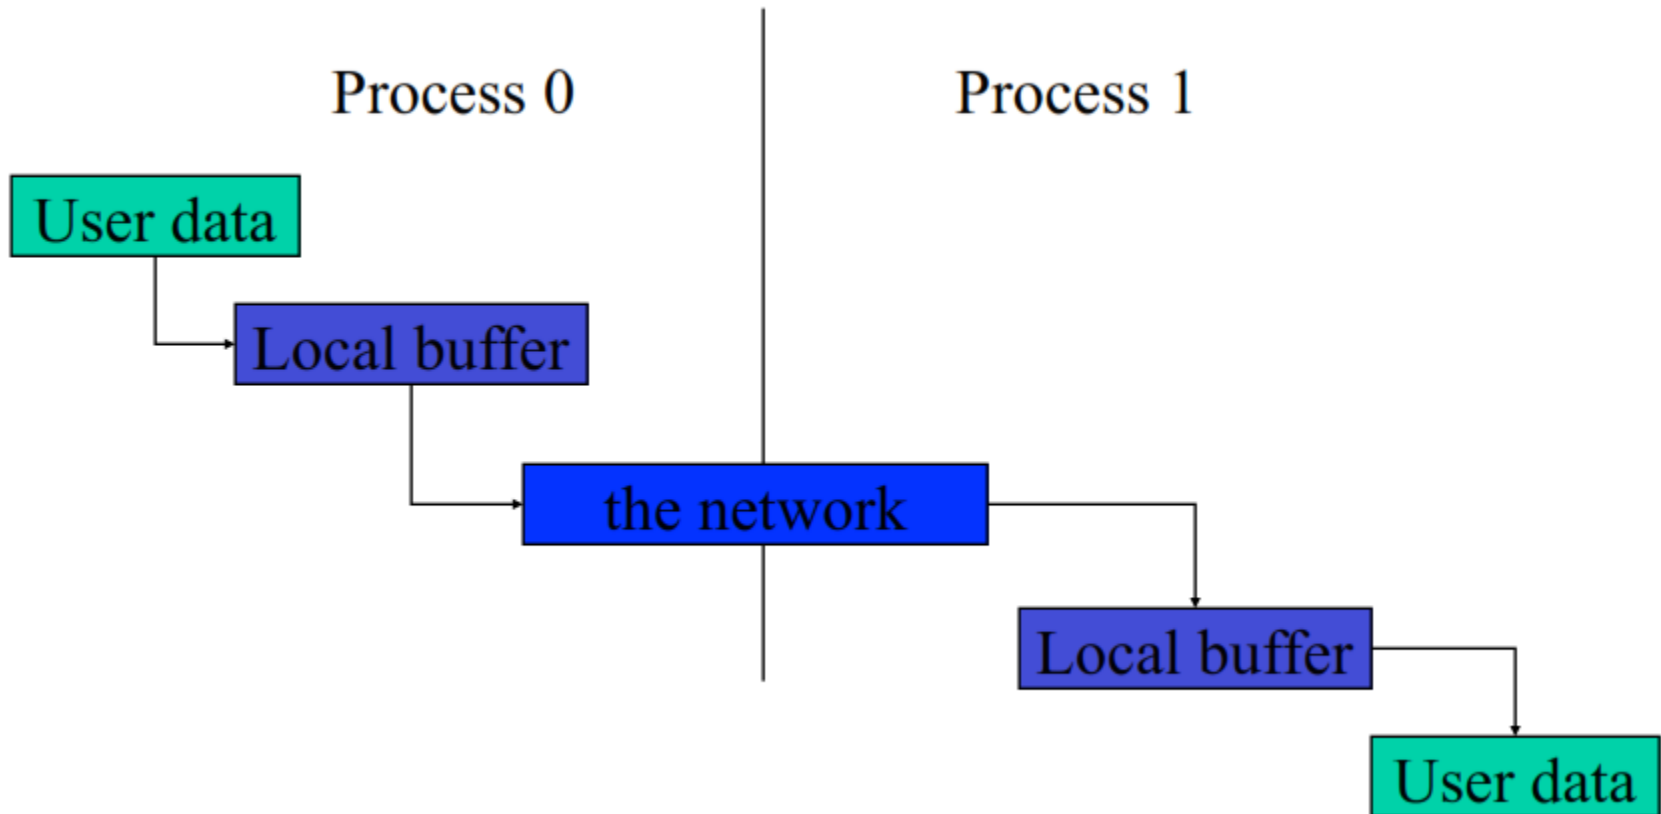 Process 0
Process 1
User data
Local buffer
the network
Local buffer
User data